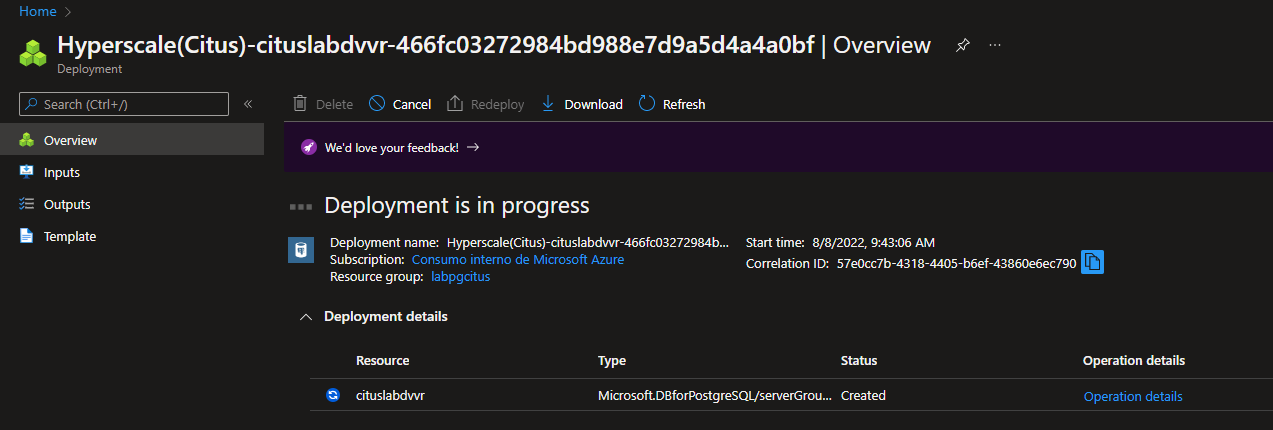 Home
Hyperscale(Citus)-cituslabdvvr-466fc03272984bd988e7d9a5d4a4a0bf | Overview
Deployment
Search (Ctrl+/)
Delete
Cancel
Redeploy
Download
Refresh
Overview
Inputs
Outputs
Template
We'd love your feedback!
Deployment is in progress
Deployment name: Hyperscale(Citus)-cituslabdvvr-466fc03272984b...
Subscription: Consumo interno de Microsoft Azure
Resource group: labpgcitus
Start time: 8/8/2022, 9:43:06 AM
Correlation ID: 57e0cc7b-4318-4405-b6ef-43860e6ec790
Deployment details
Resource Type Status Operation details
cituslabdvvr Microsoft.DBforPostgreSQL/serverGrou... Created Operation details